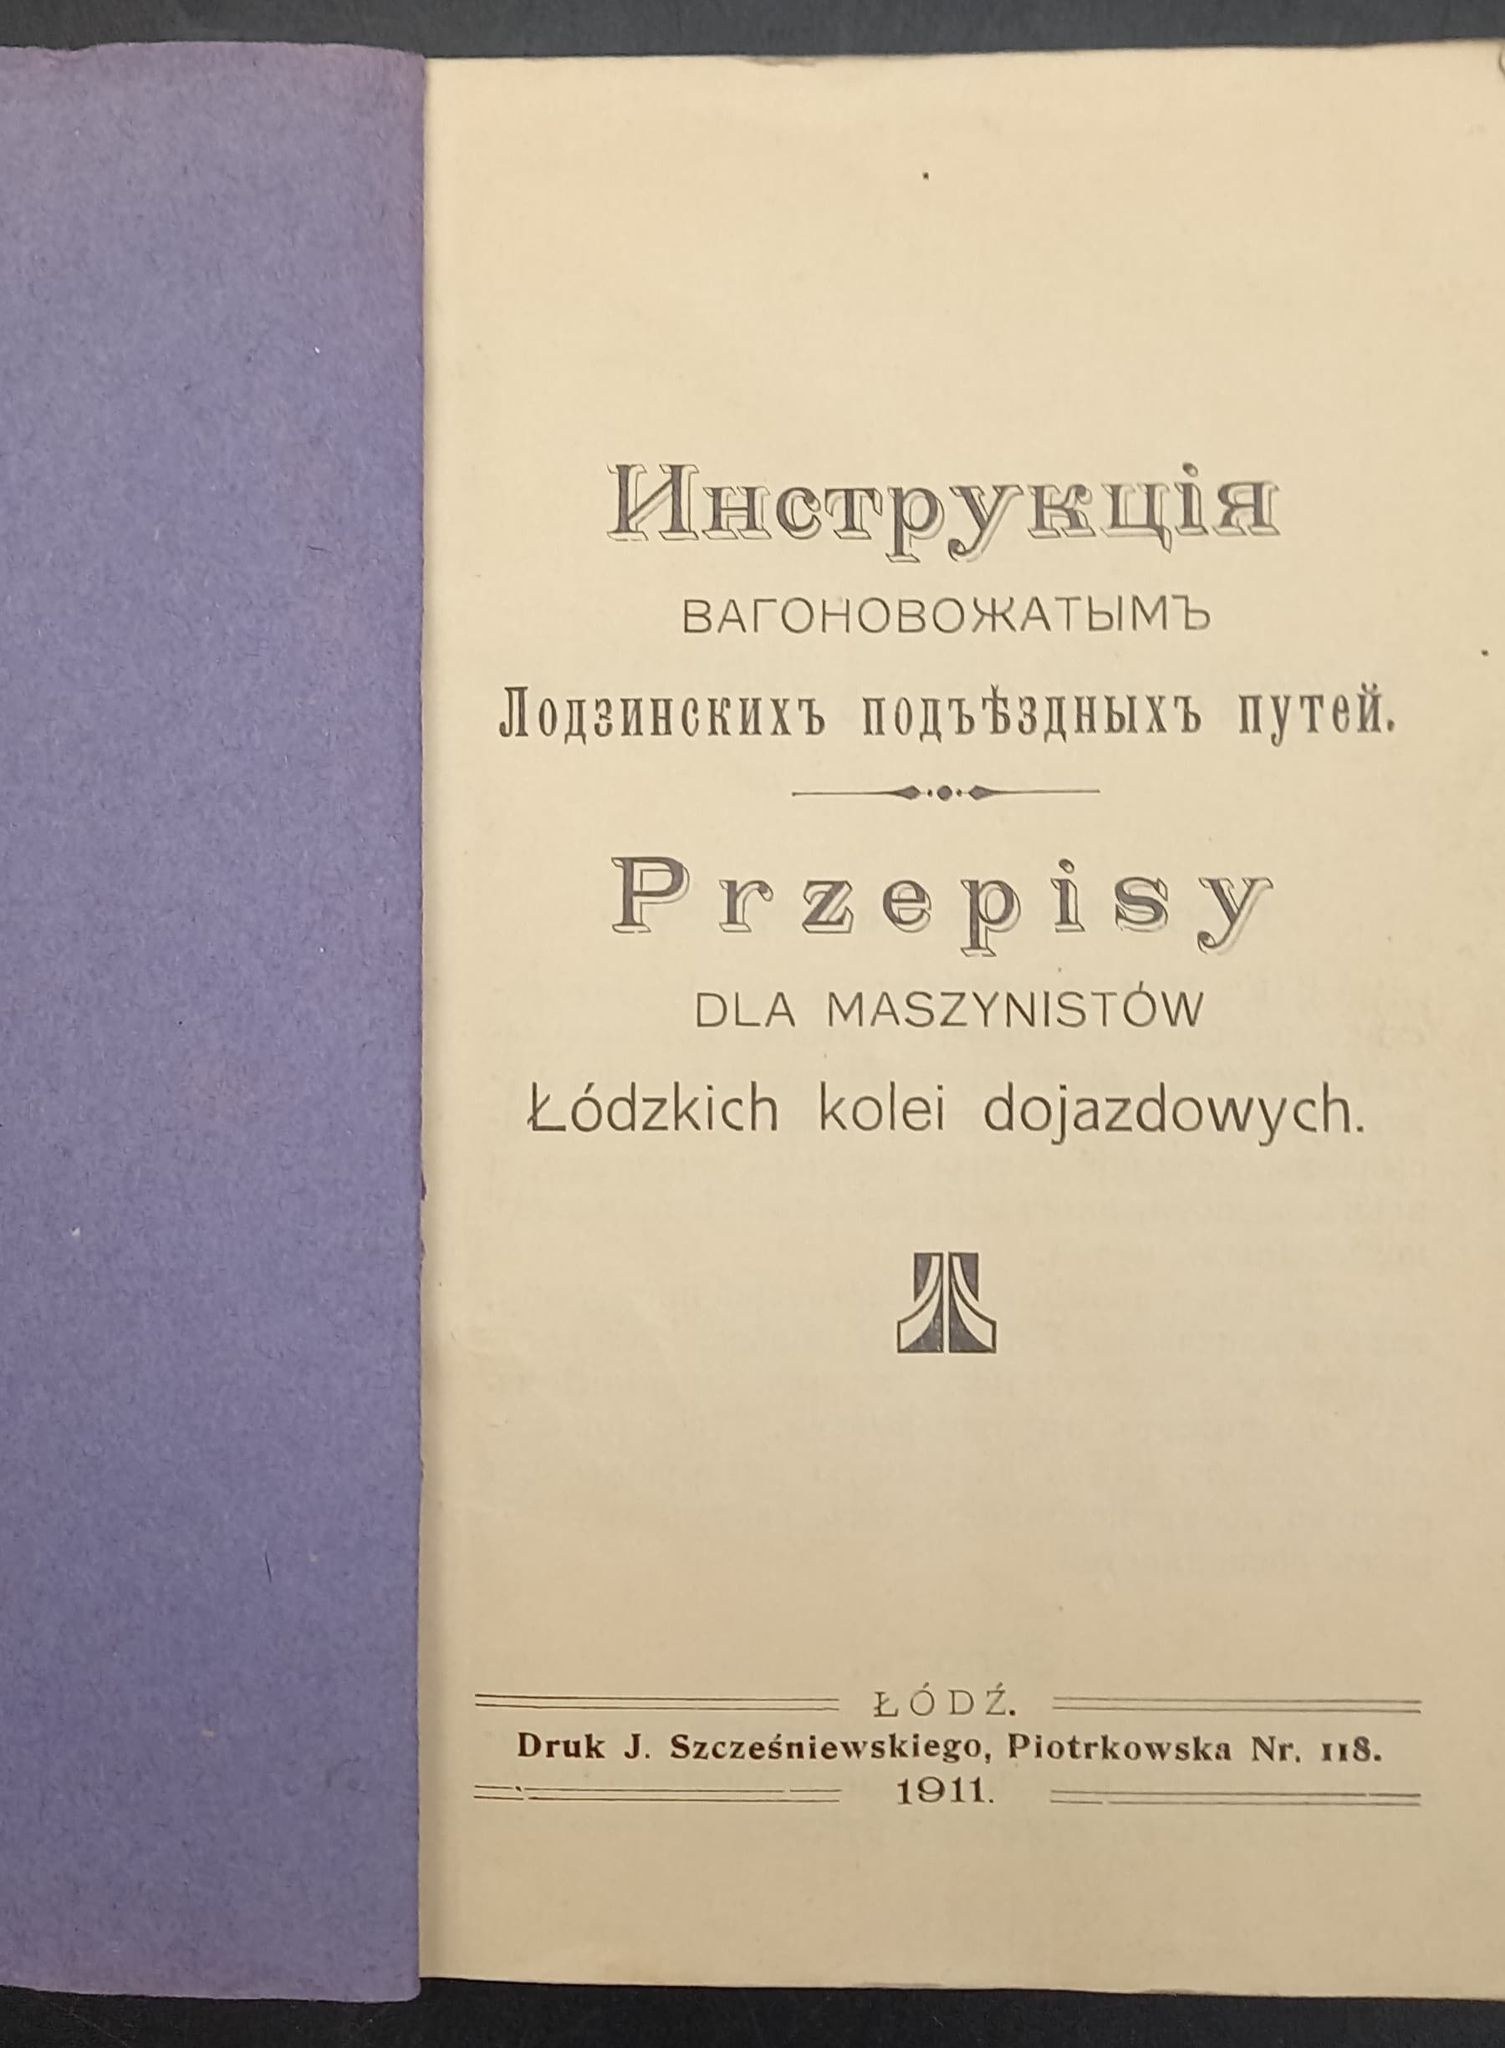 Инструкція
ВАГОНОВОЖАТЫМЪ
Лодзинскихъ подъѣздныхъ путей.
Przepisy
DLA MASZYNISTÓW
Łódzkich kolei dojazdowych.
ŁÓDŹ.
Druk J. Szcześniewskiego, Piotrkowska Nr. 118.
1911.